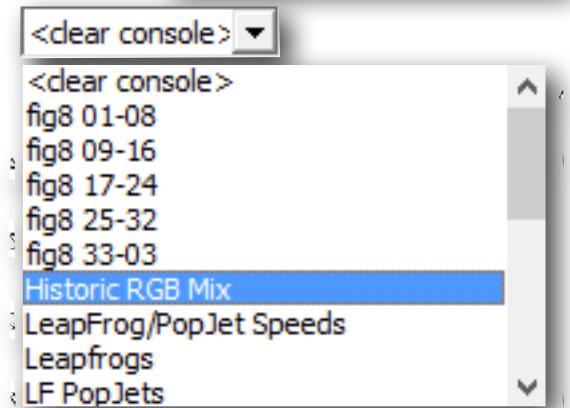 <clear console>
<clear console>
fig8 01-08
fig8 09-16
fig8 17-24
fig8 25-32
fig8 33-03
Historic RGB Mix
LeapFrog/PopJet Speeds
Leapfrogs
LF PopJets